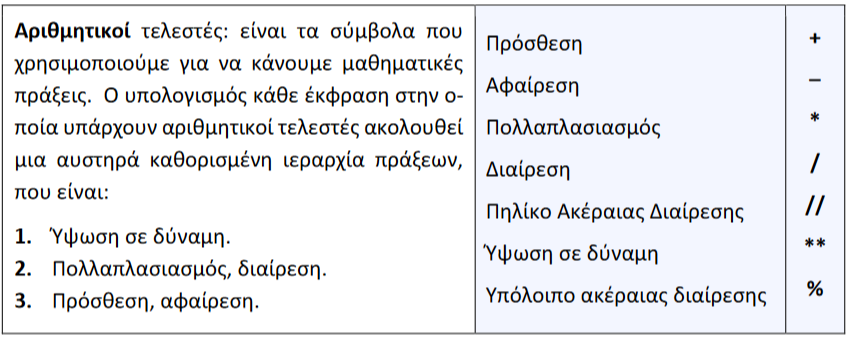 Αριθμητικοί τελεστές: είναι τα σύμβολα που
χρησιμοποιούμε για να κάνουμε μαθηματικές
πράξεις. Ο υπολογισμός κάθε έκφραση στην ο-
ποία υπάρχουν αριθμητικοί τελεστές ακολουθεί
μια αυστηρά καθορισμένη ιεραρχία πράξεων,
που είναι:
1. Ύψωση σε δύναμη.
2. Πολλαπλασιασμός, διαίρεση.
3. Πρόσθεση, αφαίρεση.
Πρόσθεση +
Αφαίρεση –
Πολλαπλασιασμός *
Διαίρεση /
Πηλίκο Ακέραιας Διαίρεσης //
Ύψωση σε δύναμη **
Υπόλοιπο ακέραιας διαίρεσης %